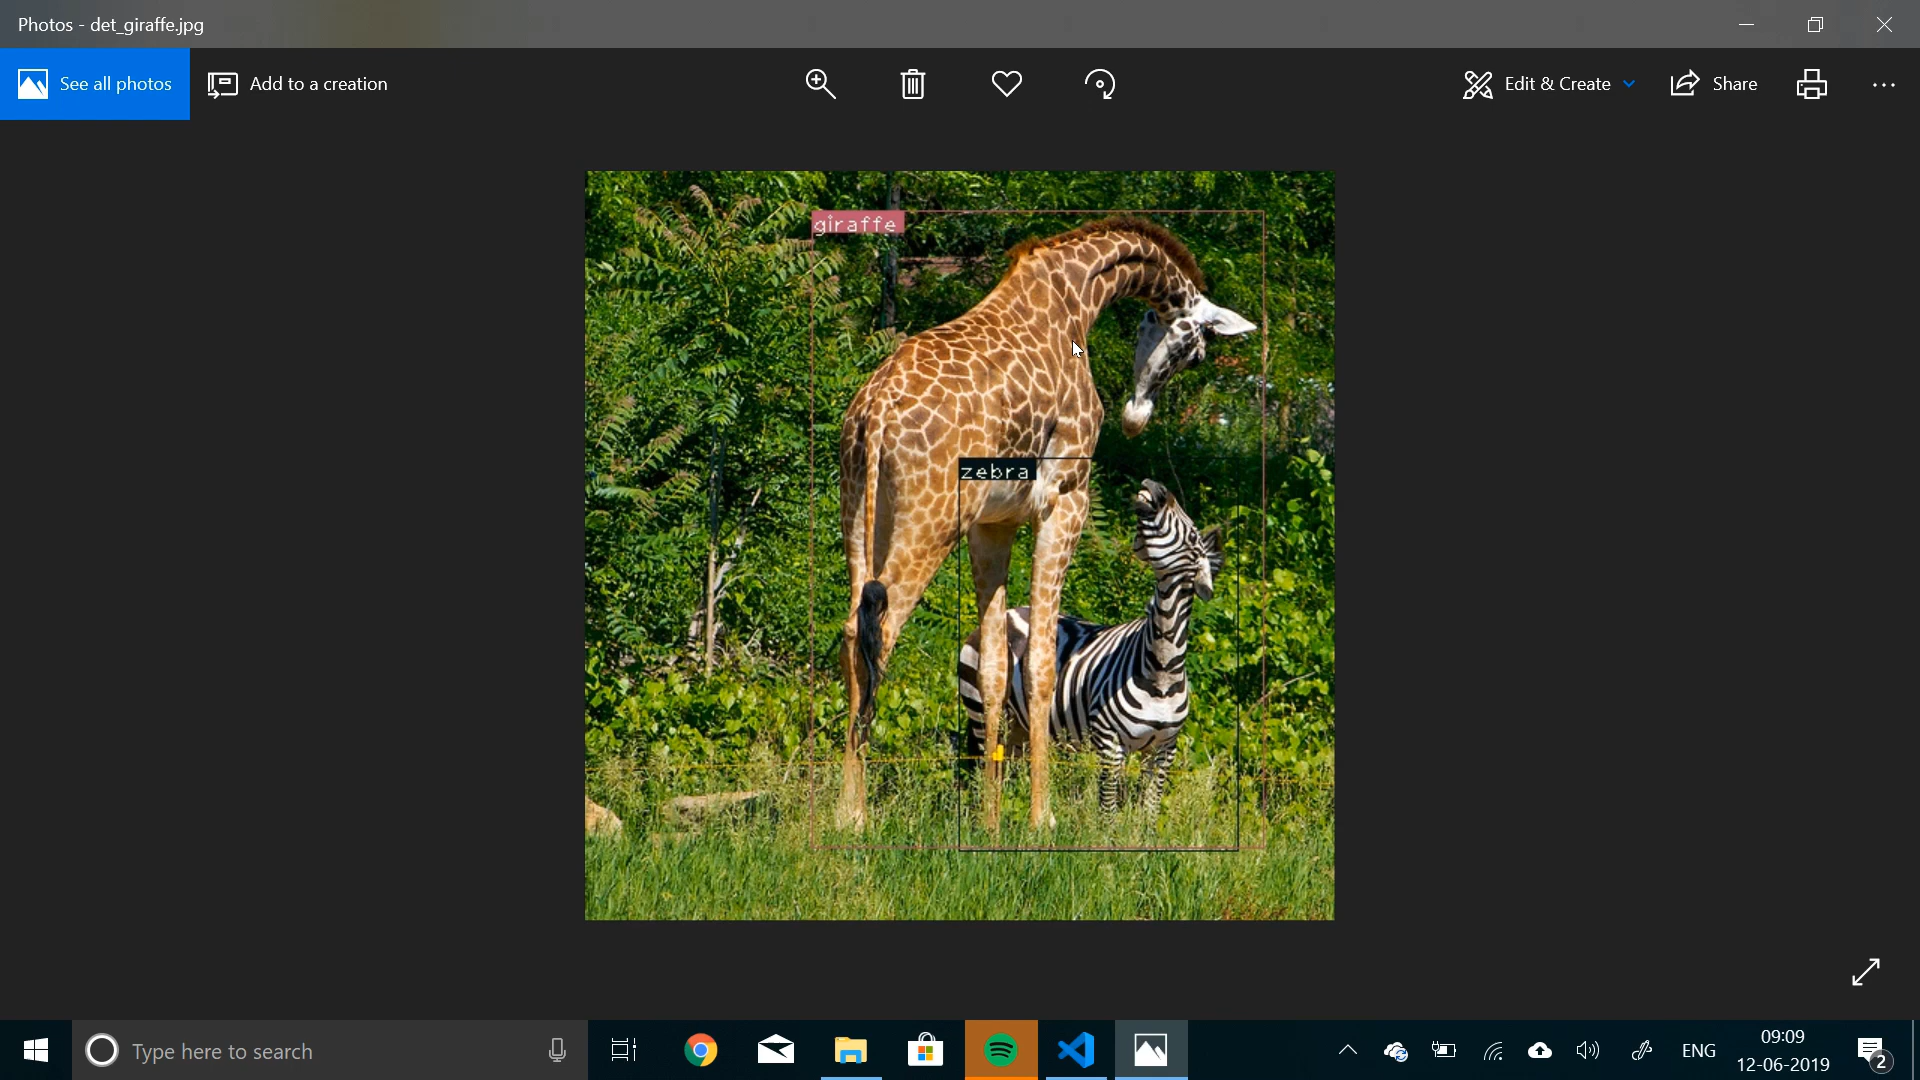 Photos - det_giraffe.jpg
See all photos
Add to a creation
Edit & Create
Share
giraffe
zebra
Type here to search
ENG
09:09
12-06-2019
2